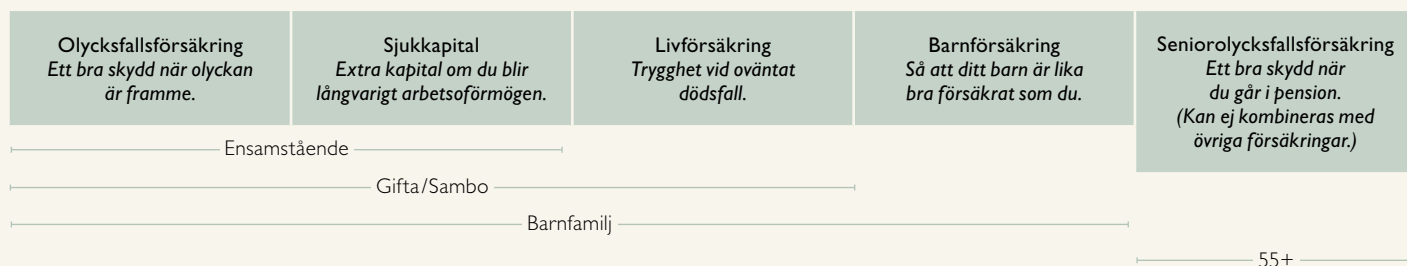 Olycksfallsförsäkring
Ett bra skydd när olyckan
är framme.
Sjukkapital
Extra kapital om du blir
långvarigt arbetsoförmögen.
Livförsäkring
Trygghet vid oväntat
dödsfall.
Barnförsäkring
Så att ditt barn är lika
bra försäkrat som du.
Seniorolycksfallsförsäkring
Ett bra skydd när
du går i pension.
(Kan ej kombineras med
övriga försäkringar.)
Ensamstående
Gifta/Sambo
Barnfamilj
55+